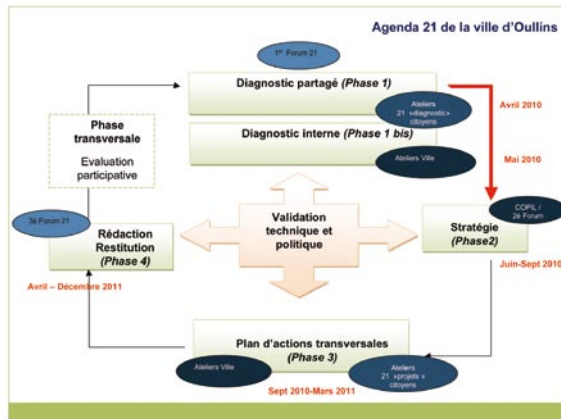 Agenda 21 de la ville d'Oullins
1er Forum 21
Diagnostic partagé (Phase 1)
Ateliers
21 «diagnostic»
citoyens
Avril 2010
Phase
transversale
Evaluation
participative
Diagnostic interne (Phase 1 bis)
Ateliers Ville
Mai 2010
3è Forum 21
Rédaction
Restitution
(Phase 4)
Validation
technique et
politique
COPIL /
2è Forum
Stratégie
(Phase2)
Juin-Sept 2010
Avril – Décembre 2011
Plan d'actions transversales
(Phase 3)
Ateliers Ville
Ateliers
21 «projets »
citoyens
Sept 2010-Mars 2011